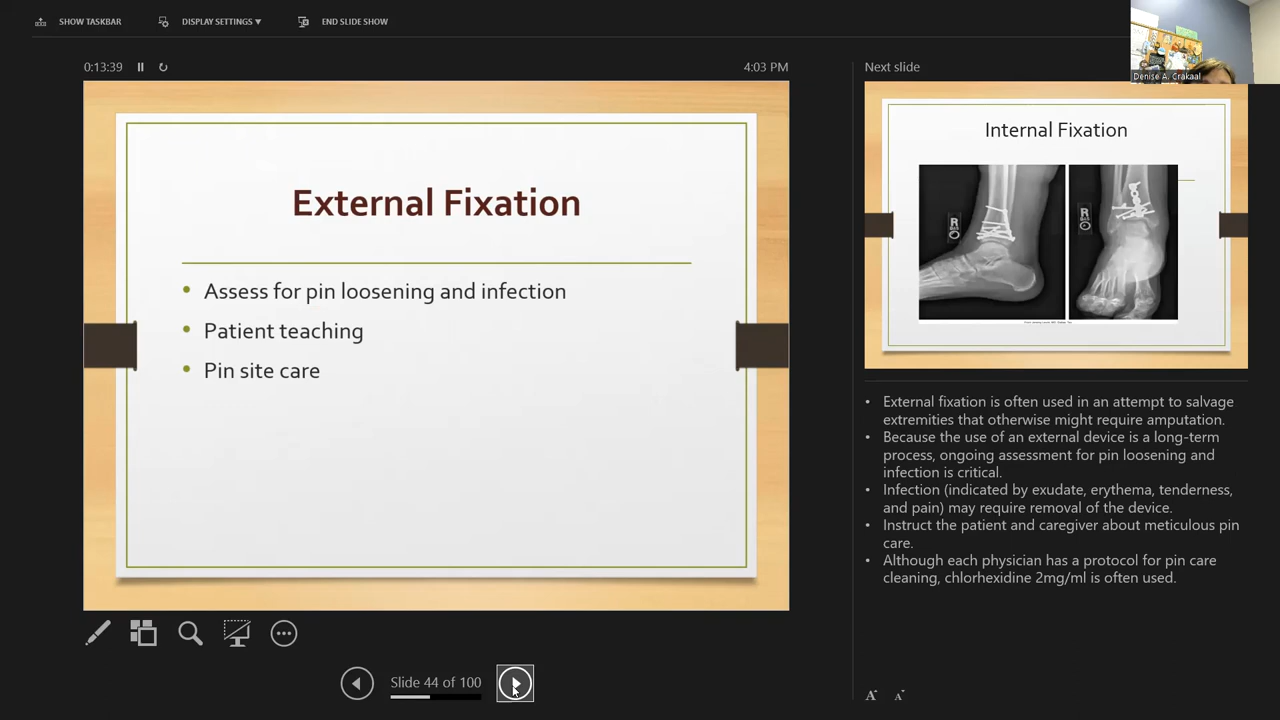 SHOW TASKBAR
DISPLAY SETTINGS ▼
END SLIDE SHOW
0:13:39
4:03 PM
Next slide
Denise A. Crakaal
External Fixation
• Assess for pin loosening and infection
• Patient teaching
• Pin site care
Internal Fixation
R
R
• External fixation is often used in an attempt to salvage
extremities that otherwise might require amputation.
• Because the use of an external device is a long-term
process, ongoing assessment for pin loosening and
infection is critical.
• Infection (indicated by exudate, erythema, tenderness,
and pain) may require removal of the device.
• Instruct the patient and caregiver about meticulous pin
care.
• Although each physician has a protocol for pin care
cleaning, chlorhexidine 2mg/ml is often used.
Slide 44 of 100
A A